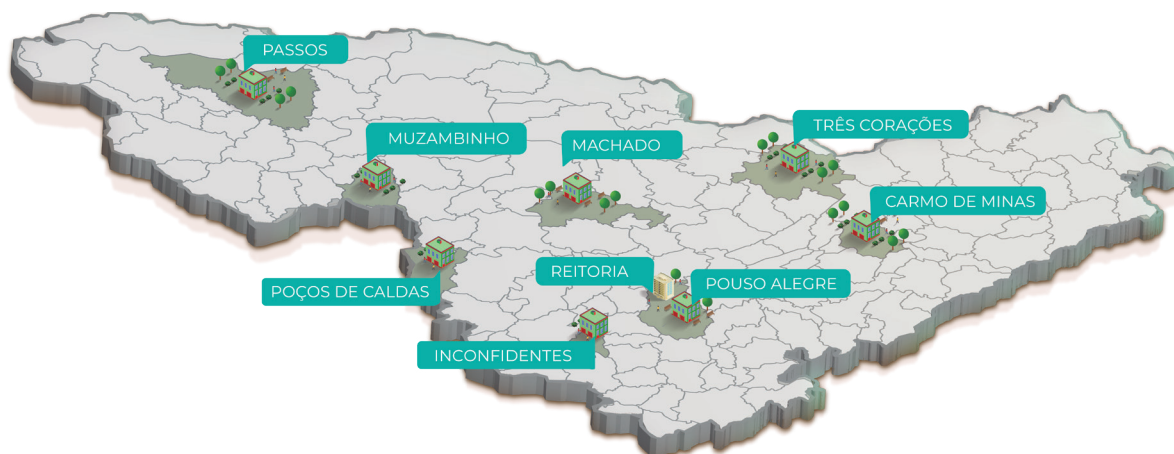 PASSOS
TRÊS CORAÇÕES
MUZAMBINHO
MACHADO
CARMO DE MINAS
REITORIA
POUSO ALEGRE
POÇOS DE CALDAS
INCONFIDENTES